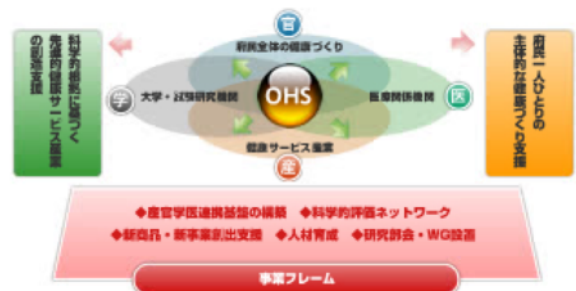 官
府民全体の健康づくり
科学的根拠に基づく
先進的健康サービス産業
の創造支援
学
大学・試験研究機関
OHS
医療関係機関
医
府民一人ひとりの
主体的な健康づくり支援
健康サービス産業
産
◆産官学医連携基盤の構築 ◆科学的評価ネットワーク
◆新商品・新事業創出支援 ◆人材育成 ◆研究部会・WG設置
事業フレーム